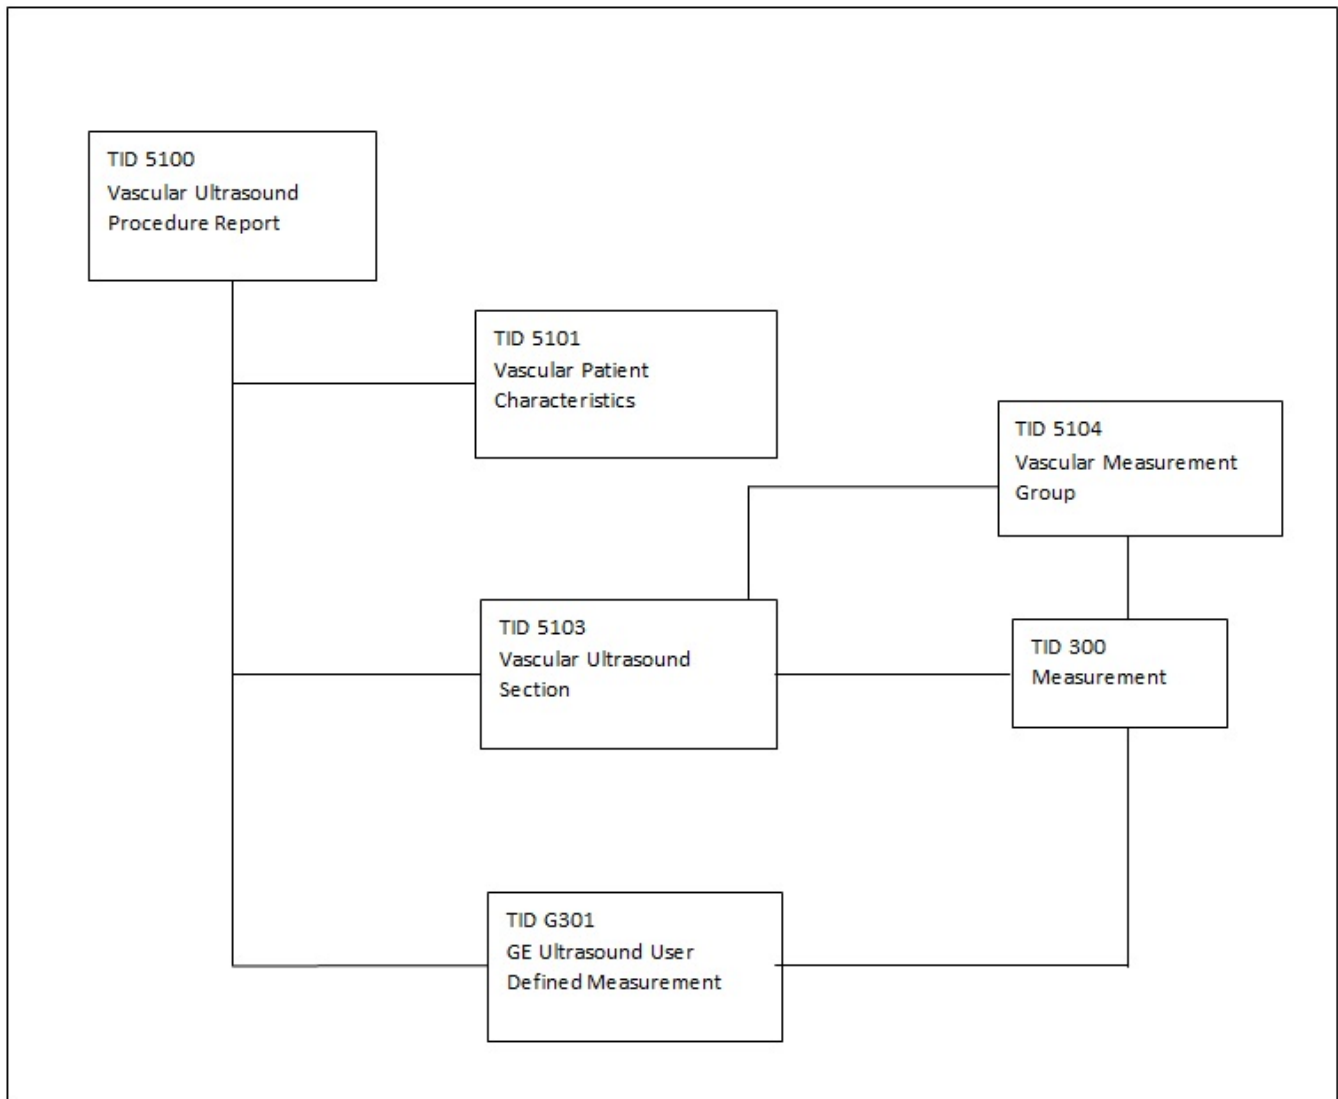 TID 5100
Vascular Ultrasound
Procedure Report
TID 5101
Vascular Patient
Characteristics
TID 5104
Vascular Measurement
Group
TID 5103
Vascular Ultrasound
Section
TID 300
Measurement
TID G301
GE Ultrasound User
Defined Measurement